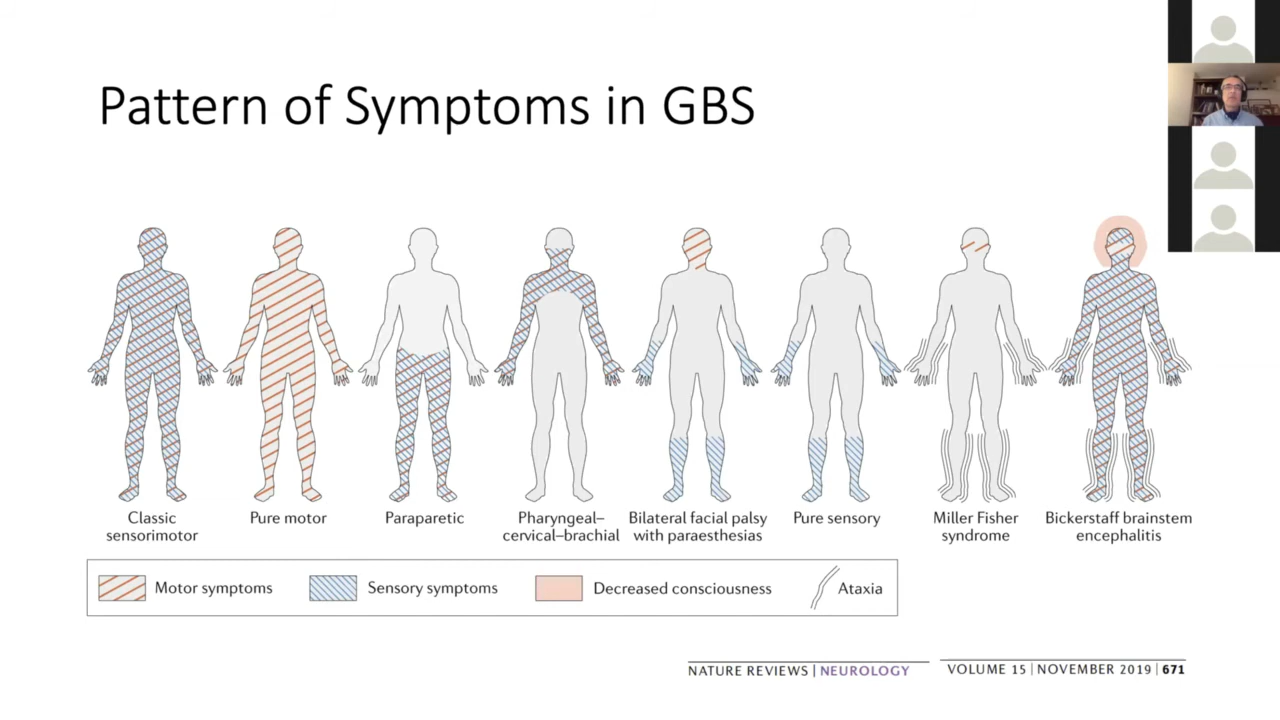 Pattern of Symptoms in GBS
Classic
sensorimotor
Pure motor
Paraparetic
Pharyngeal–
cervical–brachial
Bilateral facial palsy
with paraesthesias
Pure sensory
Miller Fisher
syndrome
Bickerstaff brainstem
encephalitis
Motor symptoms
Sensory symptoms
Decreased consciousness
Ataxia
NATURE REVIEWS | NEUROLOGY
VOLUME 15 | NOVEMBER 2019 | 671